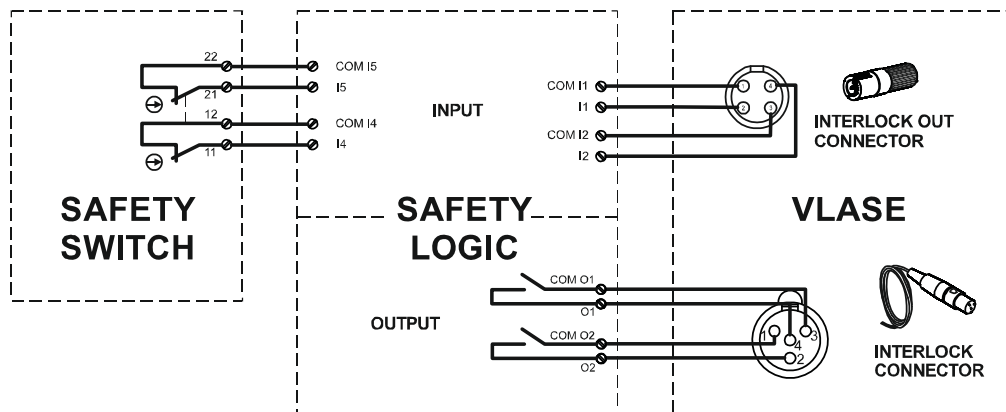 22
COM I5
21
I5
12
COM I4
11
I4
SAFETY
SWITCH
INPUT
SAFETY
LOGIC
OUTPUT
COM I1
I1
COM I2
I2
1
4
2
3
INTERLOCK OUT
CONNECTOR
VLASE
COM O1
O1
COM O2
O2
1
3
4
2
INTERLOCK
CONNECTOR